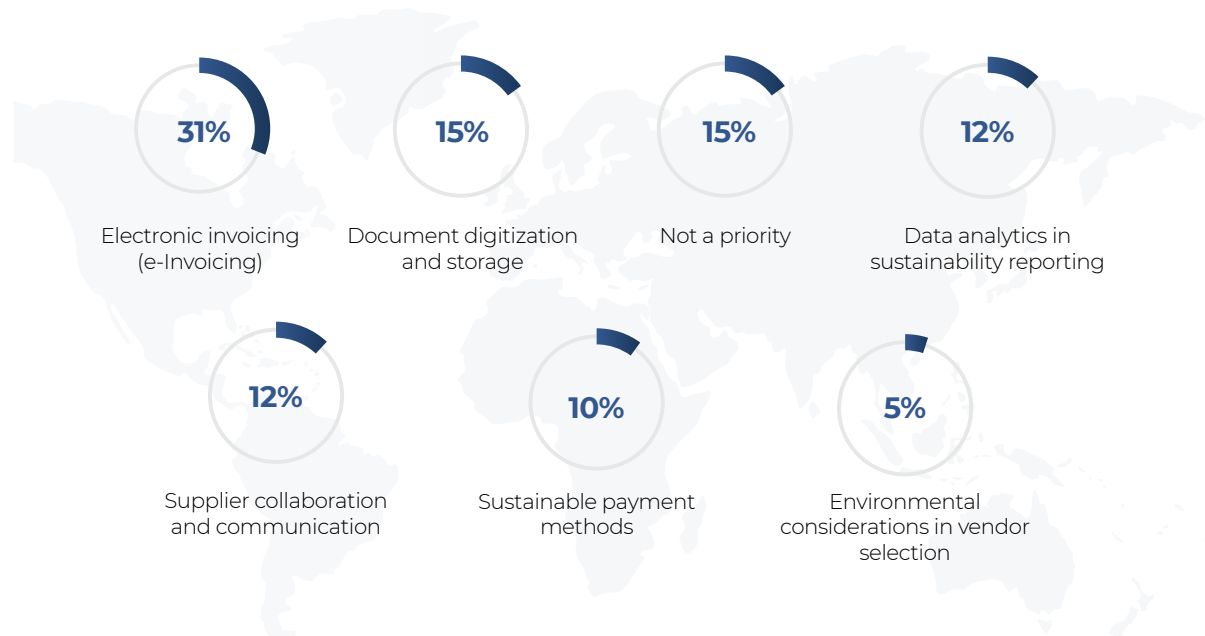 31%
Electronic invoicing
(e-Invoicing)
15%
Document digitization
and storage
15%
Not a priority
12%
Data analytics in
sustainability reporting
12%
Supplier collaboration
and communication
10%
Sustainable payment
methods
5%
Environmental
considerations in vendor
selection